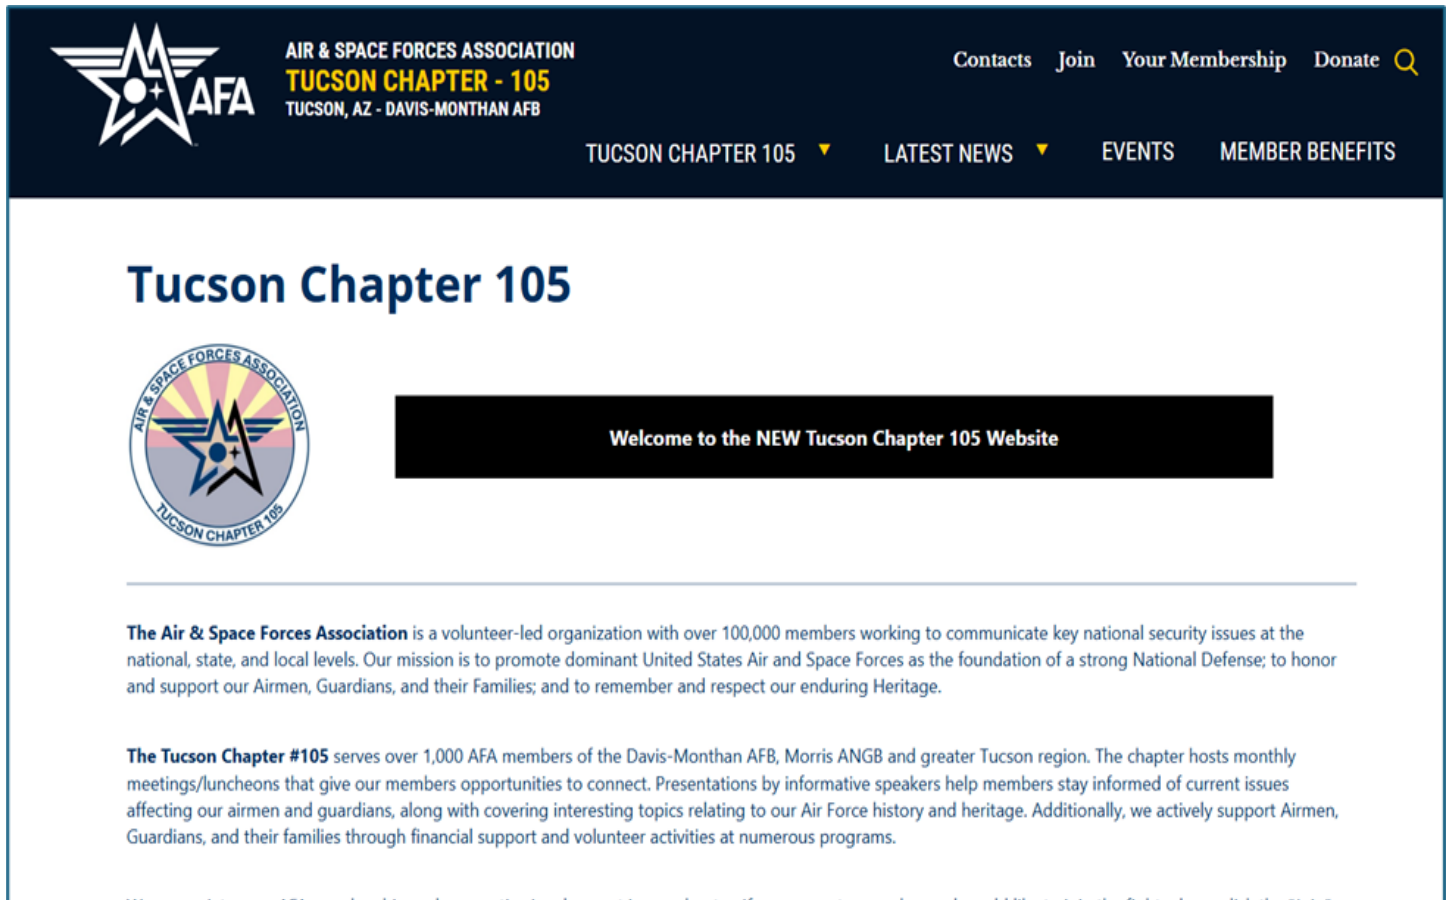 AFA
AIR & SPACE FORCES ASSOCIATION
TUCSON CHAPTER - 105
TUCSON, AZ - DAVIS-MONTHAN AFB
Contacts Join Your Membership Donate
TUCSON CHAPTER 105 LATEST NEWS EVENTS MEMBER BENEFITS
Tucson Chapter 105
AIR & SPACE FORCES ASSOCIATION
TUCSON CHAPTER 105
Welcome to the NEW Tucson Chapter 105 Website
The Air & Space Forces Association is a volunteer-led organization with over 100,000 members working to communicate key national security issues at the
national, state, and local levels. Our mission is to promote dominant United States Air and Space Forces as the foundation of a strong National Defense; to honor
and support our Airmen, Guardians, and their Families; and to remember and respect our enduring Heritage.
The Tucson Chapter #105 serves over 1,000 AFA members of the Davis-Monthan AFB, Morris ANGB and greater Tucson region. The chapter hosts monthly
meetings/luncheons that give our members opportunities to connect. Presentations by informative speakers help members stay informed of current issues
affecting our airmen and guardians, along with covering interesting topics relating to our Air Force history and heritage. Additionally, we actively support Airmen,
Guardians, and their families through financial support and volunteer activities at numerous programs.